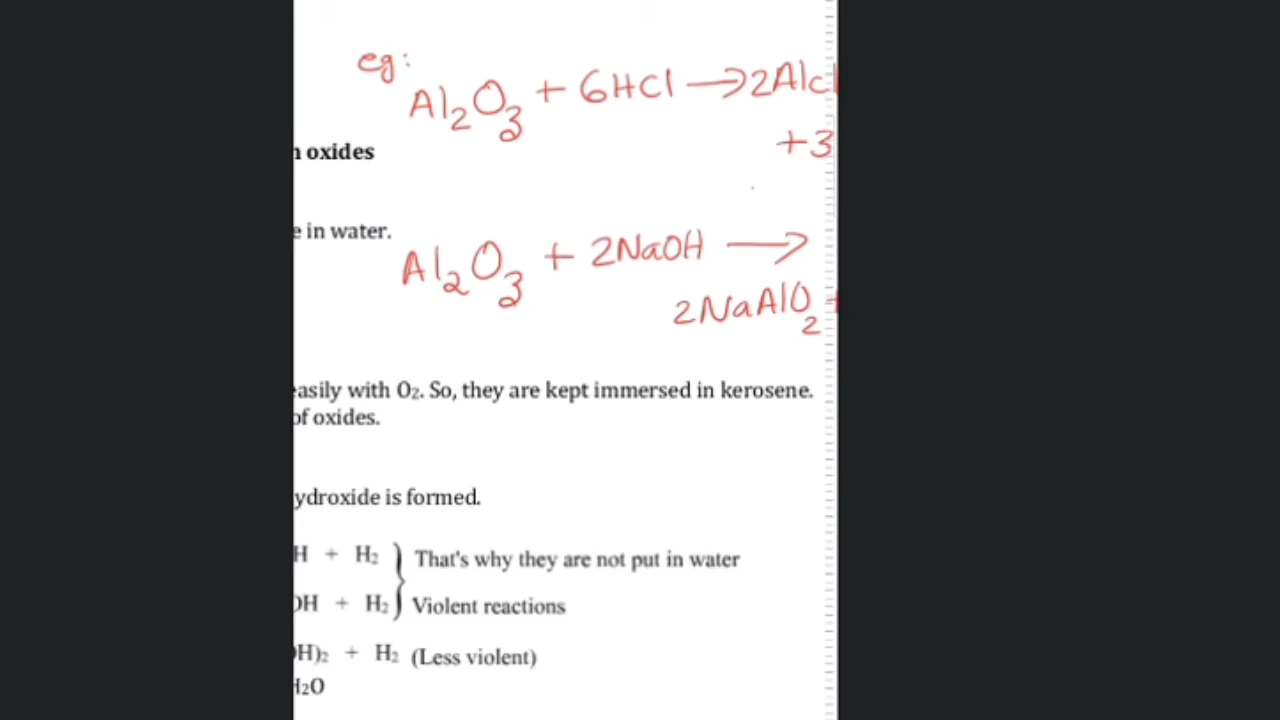 eg:
Al₂O₃ + 6HCl → 2AlCl
+3
n oxides
e in water.
Al₂O₃ + 2NaOH →
2NaAlO₂ +
easily with O₂. So, they are kept immersed in kerosene.
of oxides.
ydroxide is formed.
H + H₂ } That's why they are not put in water
OH + H₂ } Violent reactions
OH)₂ + H₂ (Less violent)
H₂O